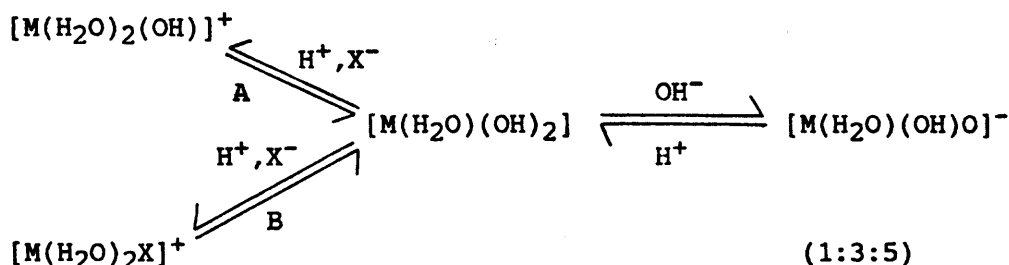 [M(H₂O)₂(OH)]⁺
H⁺,X⁻
A
OH⁻
[M(H₂O)(OH)₂]
[M(H₂O)(OH)O]⁻
H⁺
H⁺,X⁻
B
[M(H₂O)₂X]⁺
(1:3:5)